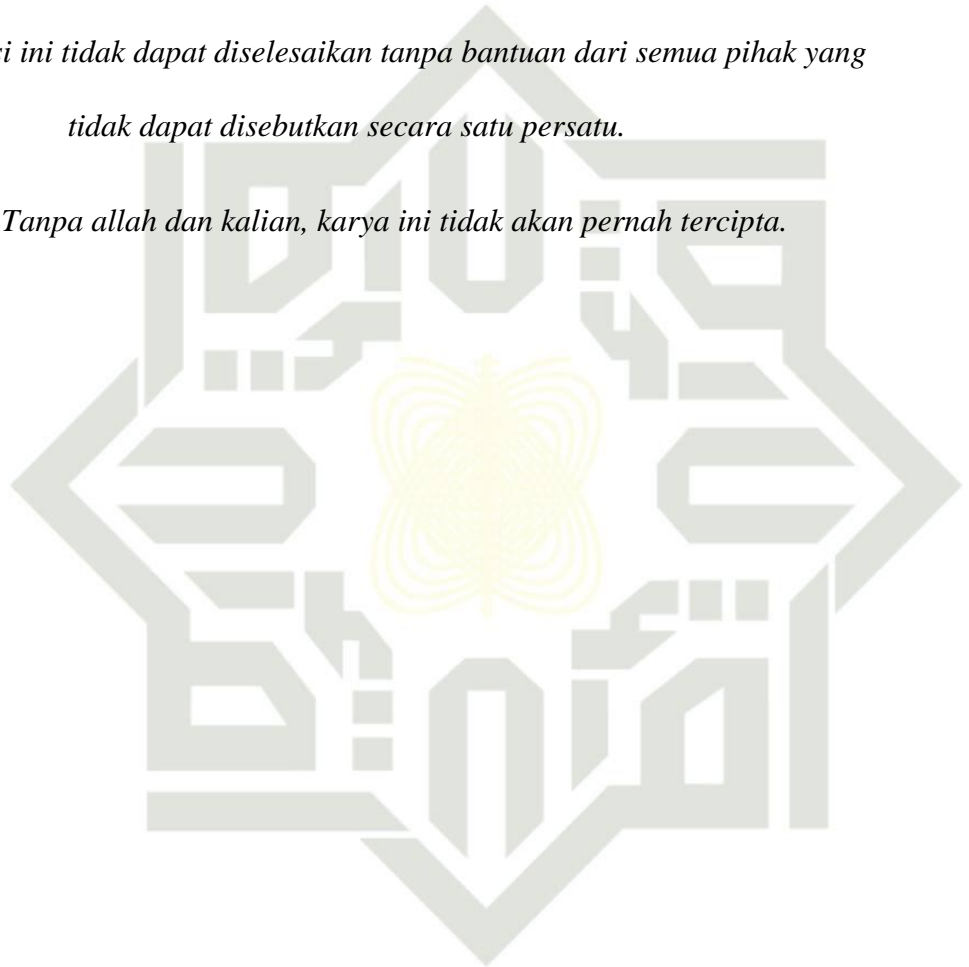 si ini tidak dapat diselesaikan tanpa bantuan dari semua pihak yang
tidak dapat disebutkan secara satu persatu.
Tanpa allah dan kalian, karya ini tidak akan pernah tercipta.